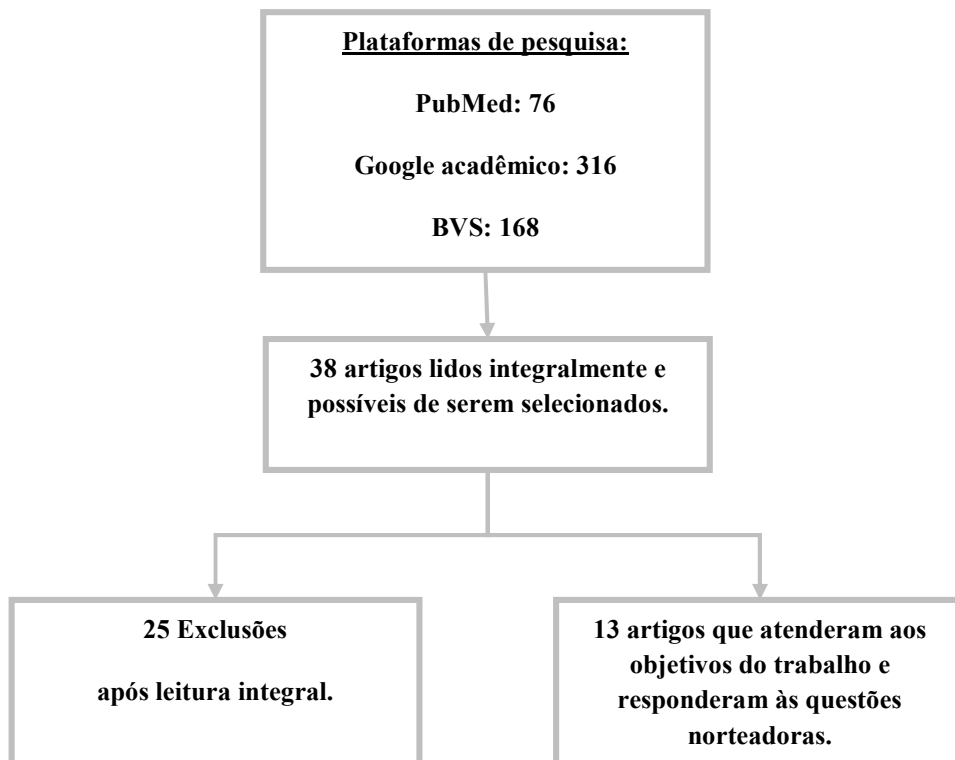 Plataformas de pesquisa:
PubMed: 76
Google acadêmico: 316
BVS: 168
38 artigos lidos integralmente e
possíveis de serem selecionados.
25 Exclusões
após leitura integral.
13 artigos que atenderam aos
objetivos do trabalho e
responderam às questões
norteadoras.